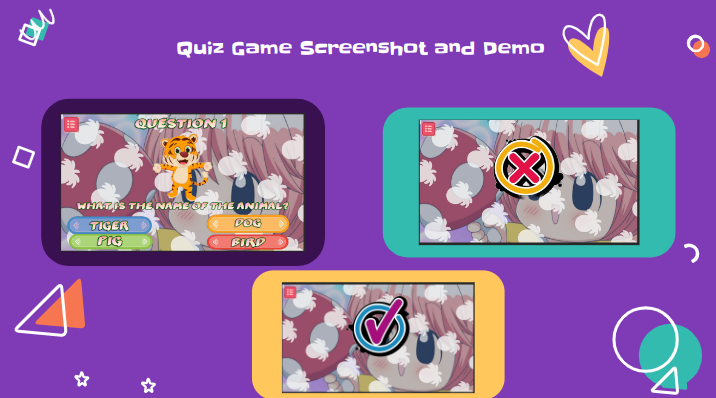 Quiz Game Screenshot and Demo
QUESTION 1
WHAT IS THE NAME OF THE ANIMAL?
TIGER
DOG
PIG
BIRD